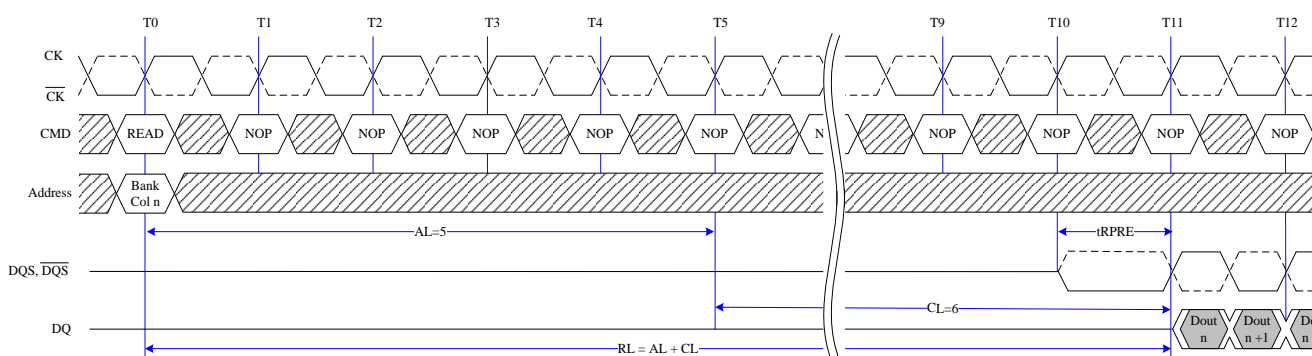 T0 T1 T2 T3 T4 T5 T9 T10 T11 T12
CK
CK
CMD READ NOP NOP NOP NOP NOP NOP NOP NOP NOP
Address Bank
Col n
AL=5 tRPRE
DQS, DQS
CL=6
DQ Dout Dout
n n +1 n
RL = AL + CL